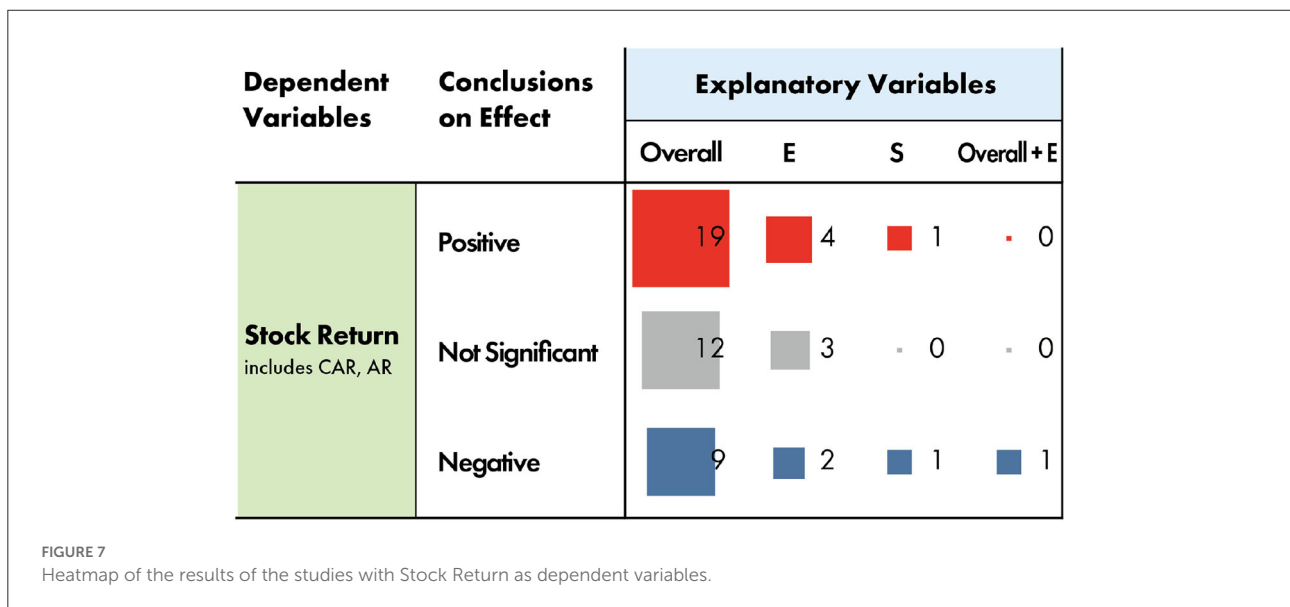 Dependent
Variables
Conclusions
on Effect
Explanatory Variables
Overall E S Overall + E
Stock Return
includes CAR, AR
Positive 19 4 1 0
Not Significant 12 3 0 0
Negative 9 2 1 1
FIGURE 7
Heatmap of the results of the studies with Stock Return as dependent variables.